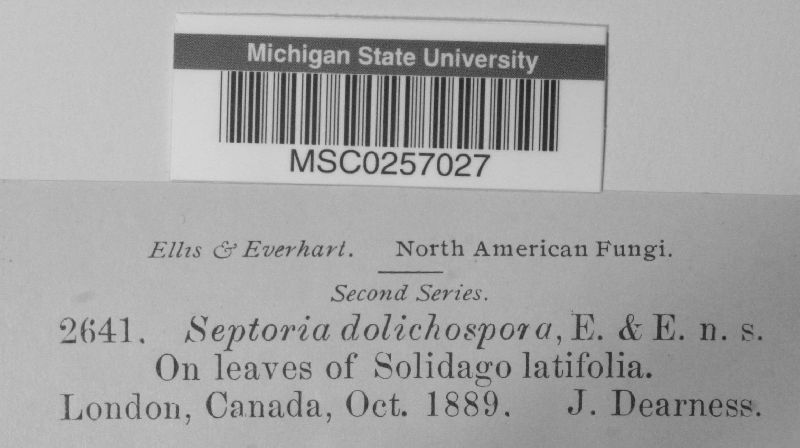 Michigan State University
MSC0257027
Ellis & Everhart. North American Fungi.
Second Series.
2641. Septoria dolichospora, E. & E. n. s.
On leaves of Solidago latifolia.
London, Canada, Oct. 1889. J. Dearness.